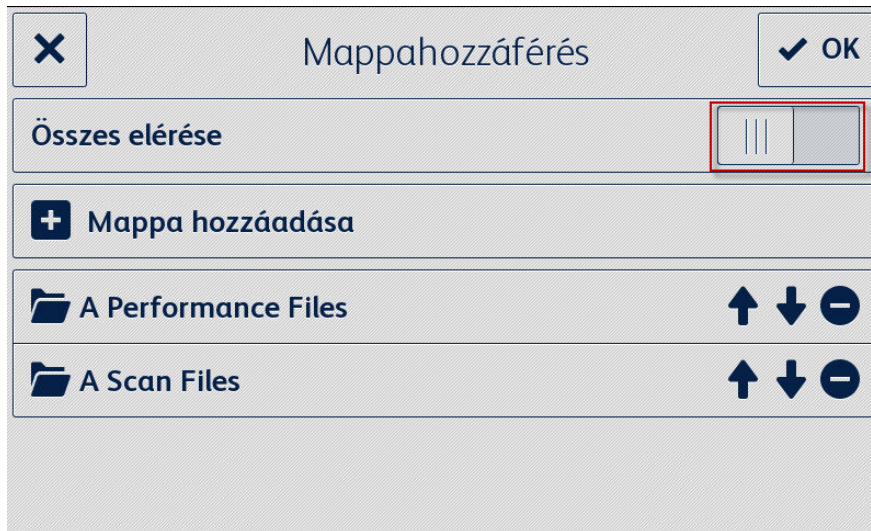 Mappahozzáférés
OK
Összes elérése
Mappa hozzáadása
A Performance Files
A Scan Files